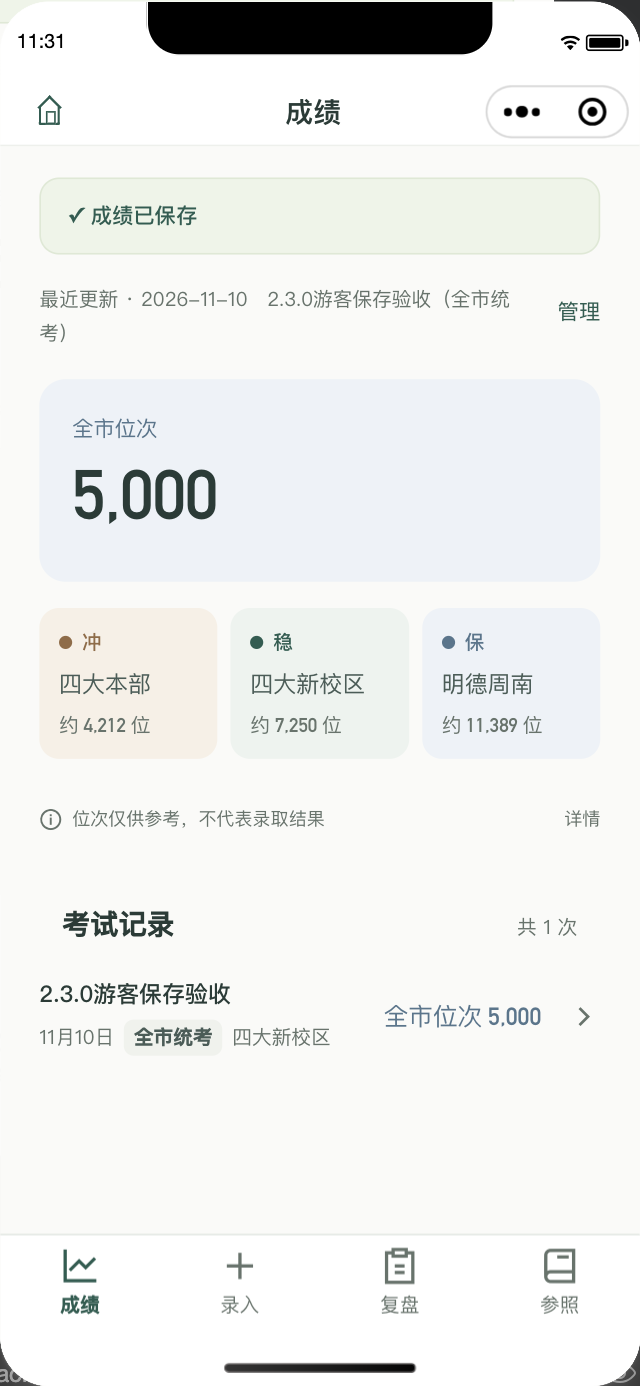 11:31
成绩
✓ 成绩已保存
最近更新 · 2026-11-10 2.3.0游客保存验收（全市统
考）
管理
全市位次
5,000
冲
四大本部
约 4,212 位
稳
四大新校区
约 7,250 位
保
明德周南
约 11,389 位
位次仅供参考，不代表录取结果
详情
考试记录
共 1 次
2.3.0游客保存验收
11月10日 全市统考 四大新校区
全市位次 5,000
成绩
录入
复盘
参照